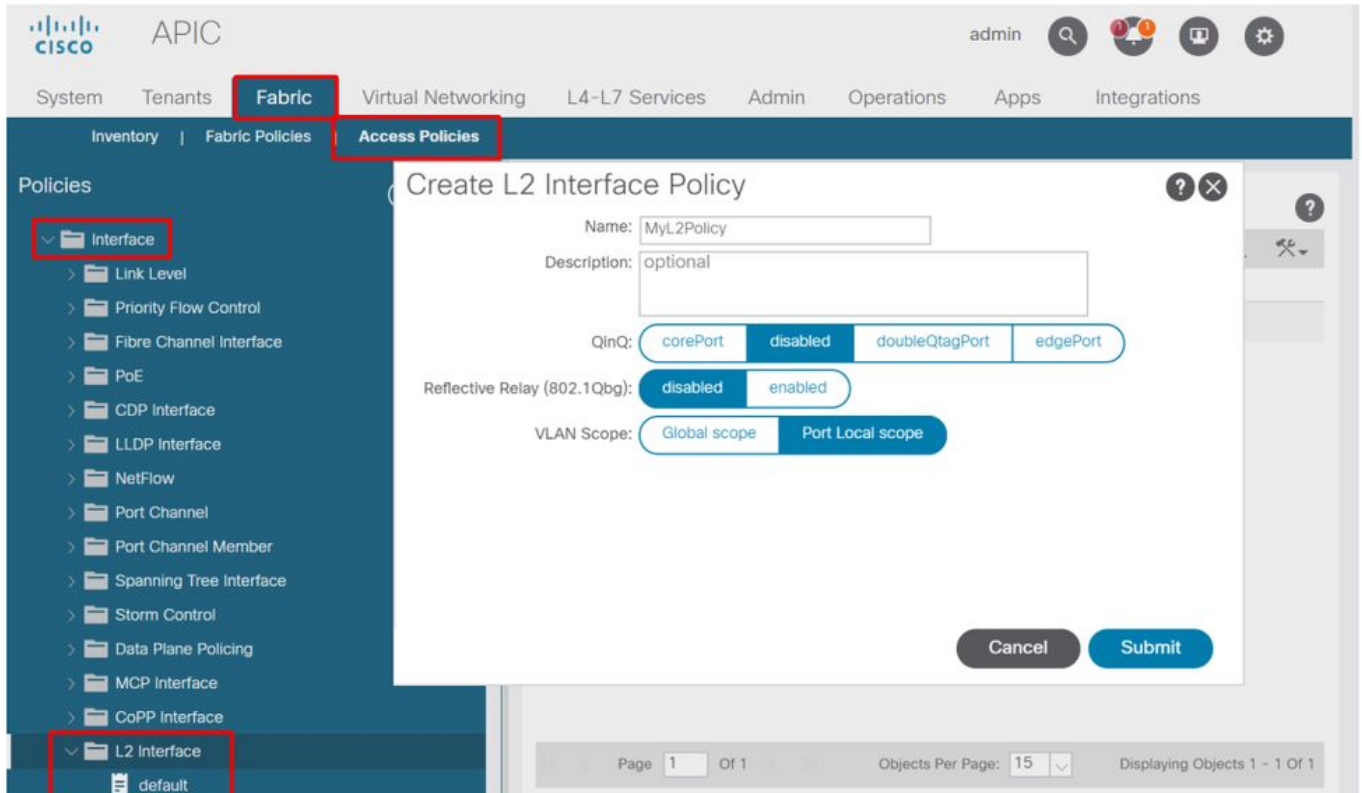 CISCO
APIC
admin
System Tenants Fabric Virtual Networking L4-L7 Services Admin Operations Apps Integrations
Inventory | Fabric Policies | Access Policies
Policies
Create L2 Interface Policy
Name: MyL2Policy
Description: optional
QinQ: corePort disabled doubleQtagPort edgePort
Reflective Relay (802.1Qbg): disabled enabled
VLAN Scope: Global scope Port Local scope
Cancel Submit
Interface
Link Level
Priority Flow Control
Fibre Channel Interface
PoE
CDP Interface
LLDP Interface
NetFlow
Port Channel
Port Channel Member
Spanning Tree Interface
Storm Control
Data Plane Policing
MCP Interface
CoPP Interface
L2 Interface
default
Page 1 Of 1 Objects Per Page: 15 Displaying Objects 1 - 1 Of 1